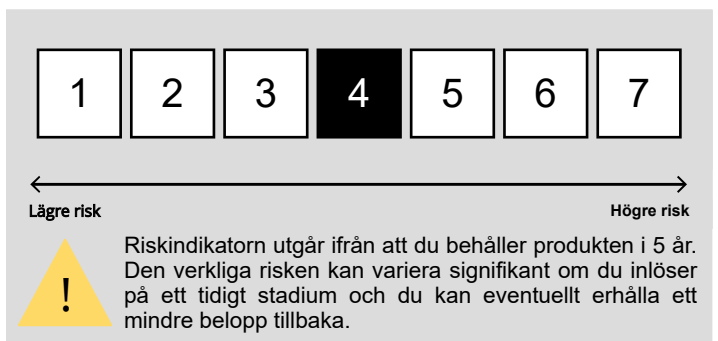 1 2 3 4 5 6 7
Lägre risk Högre risk
Riskindikatorn utgår ifrån att du behåller produkten i 5 år.
Den verkliga risken kan variera signifikant om du inlöser
på ett tidigt stadium och du kan eventuellt erhålla ett
mindre belopp tillbaka.
!